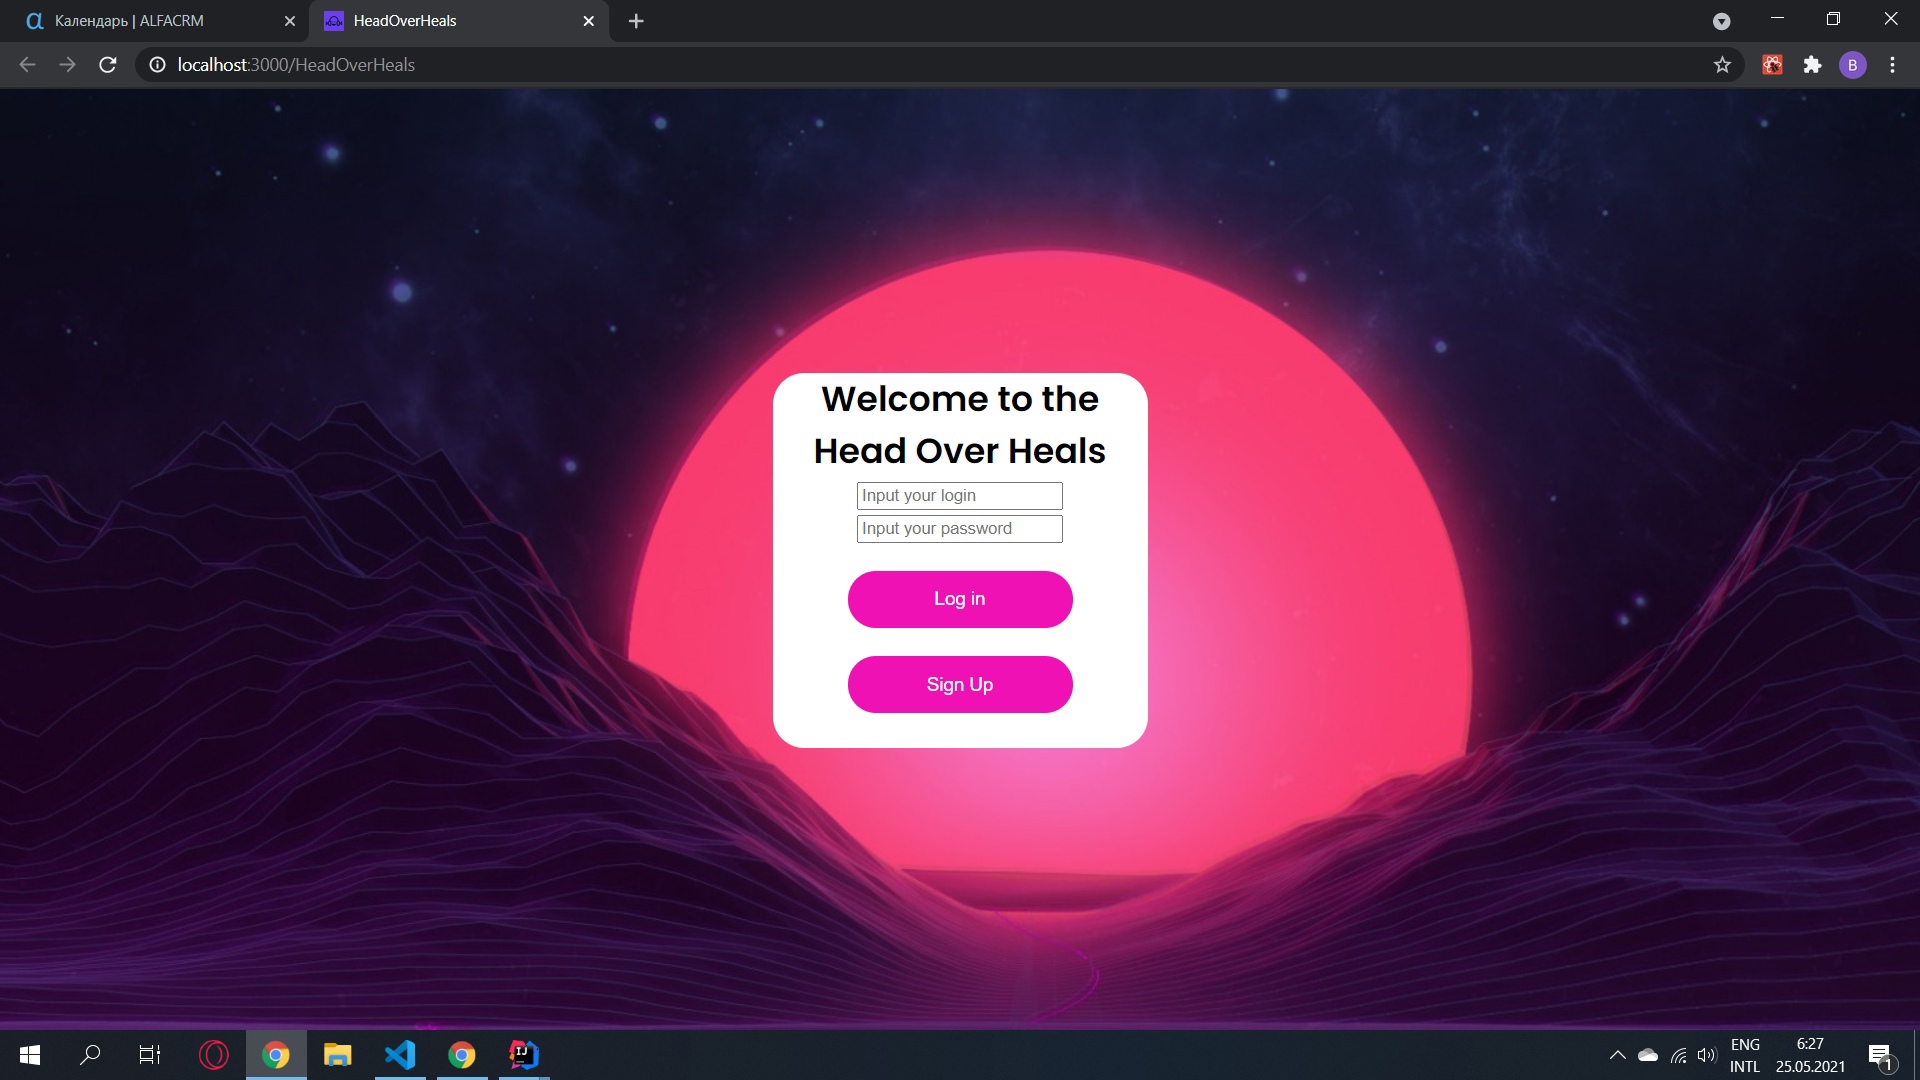 Календарь | ALFACRM
HeadOverHeals
localhost:3000/HeadOverHeals
B
Welcome to the
Head Over Heals
Input your login
Input your password
Log in
Sign Up
IJ
ENG
INTL
6:27
25.05.2021
1